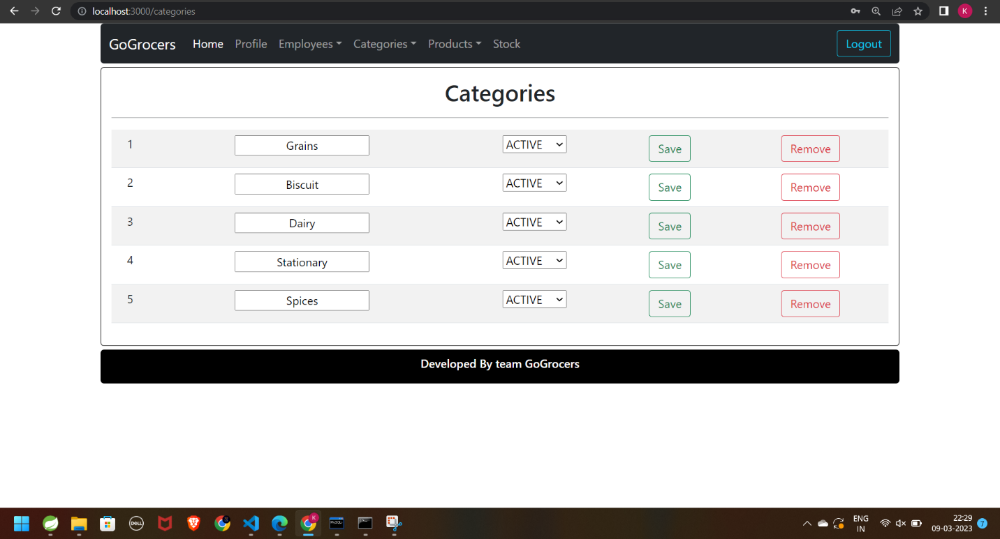 localhost:3000/categories
K
GoGrocers Home Profile Employees Categories Products Stock Logout
Categories
1 Grains ACTIVE Save Remove
2 Biscuit ACTIVE Save Remove
3 Dairy ACTIVE Save Remove
4 Stationary ACTIVE Save Remove
5 Spices ACTIVE Save Remove
Developed By team GoGrocers
DELL
K
MySQL
ENG
IN
22:29
09-03-2023
7